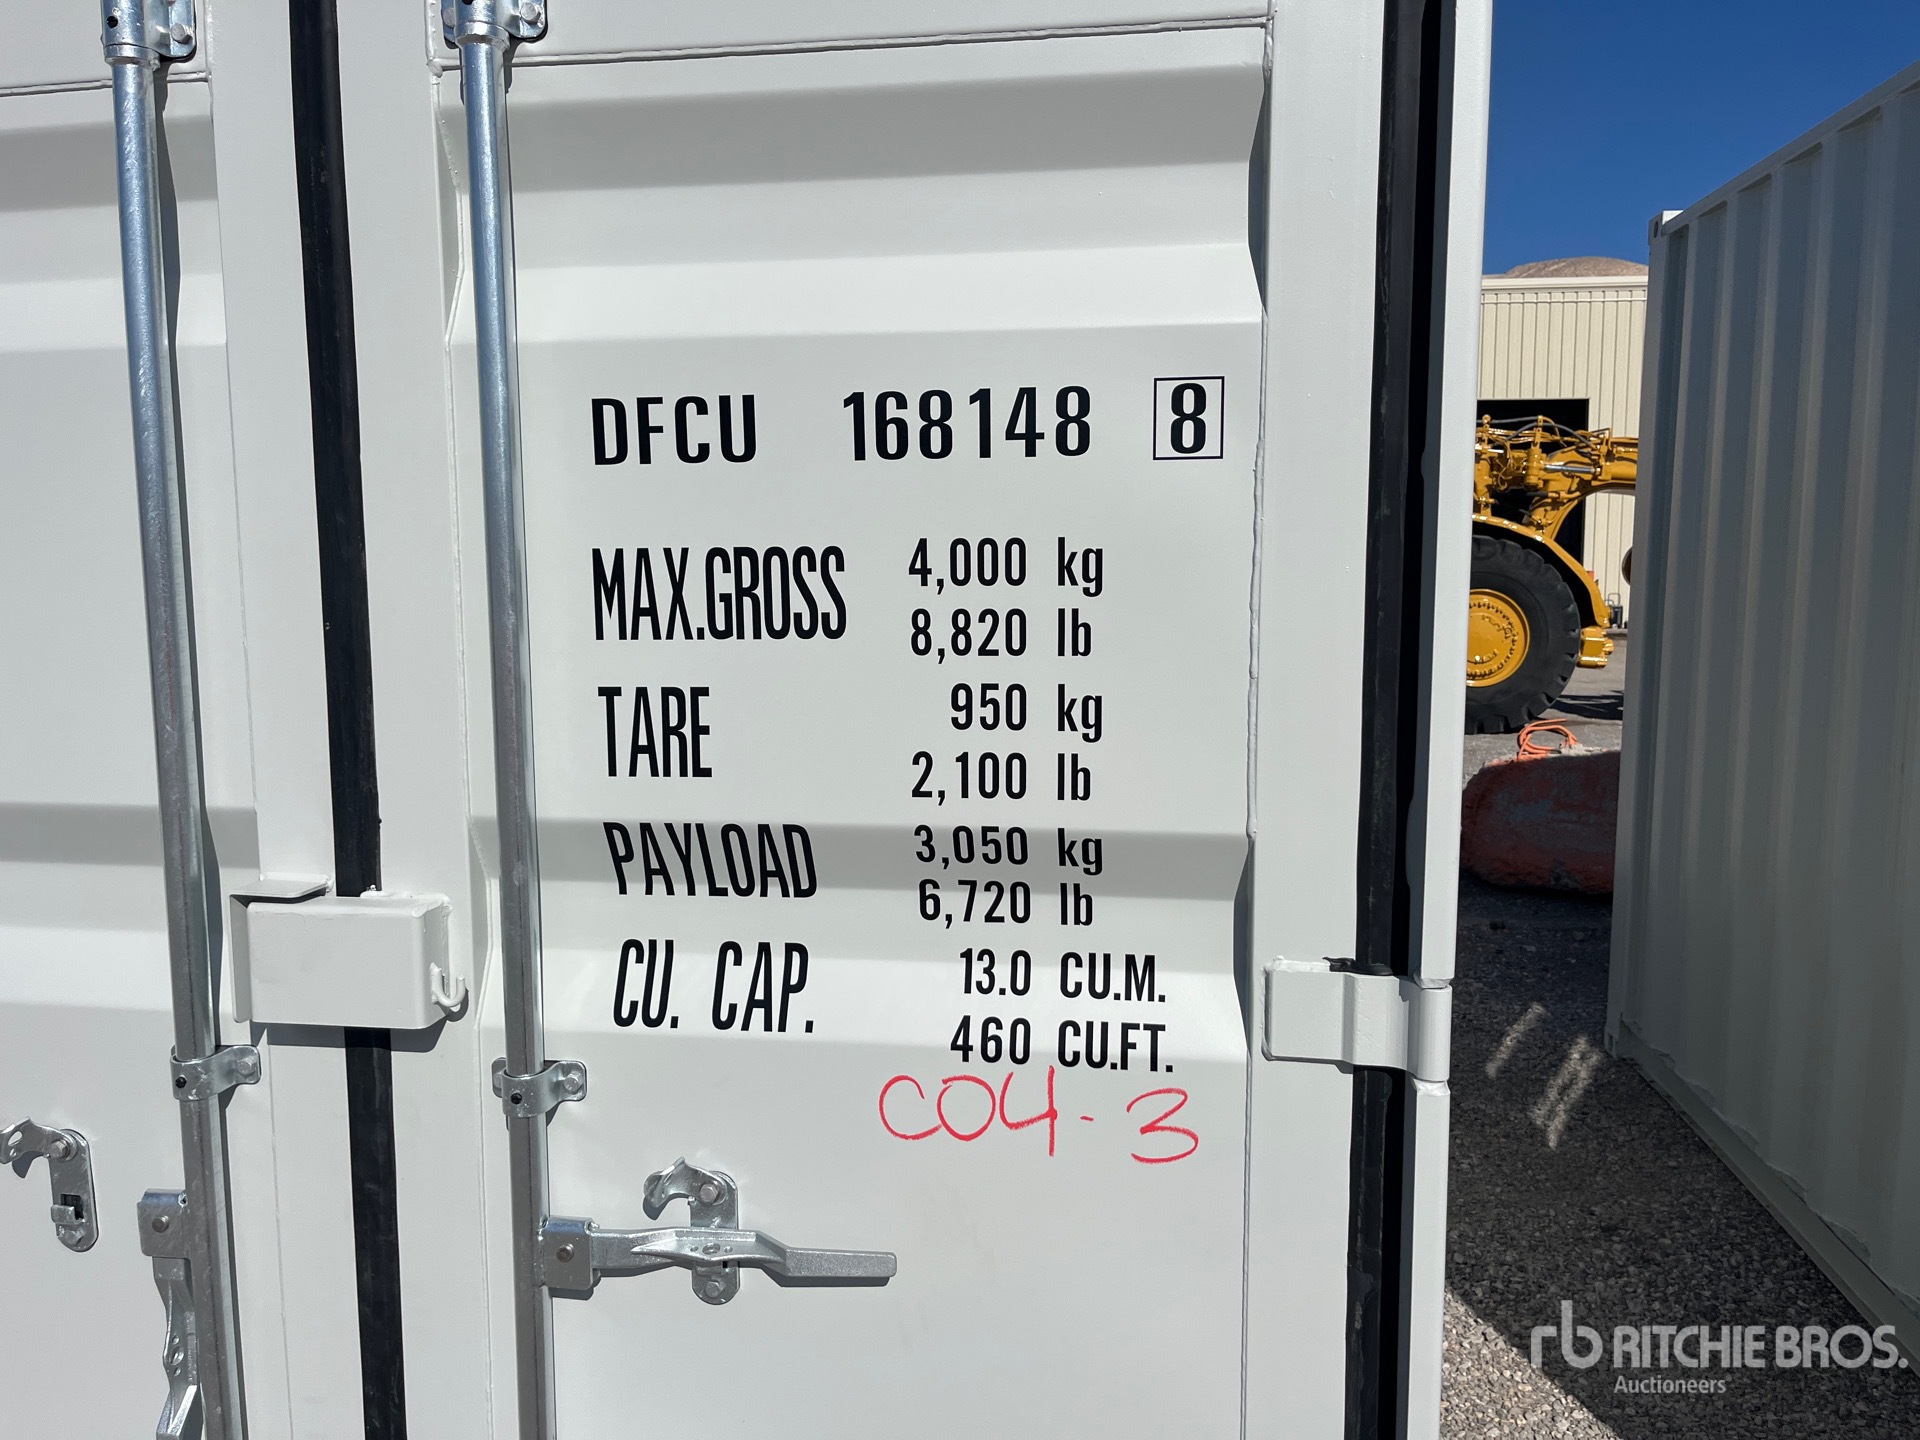 DFCU 168148 8
MAX.GROSS 4,000 kg
8,820 lb
TARE 950 kg
2,100 lb
PAYLOAD 3,050 kg
6,720 lb
CU. CAP. 13.0 CU.M.
460 CU.FT.
C04-3
rb RITCHIE BROS.
Auctioneers